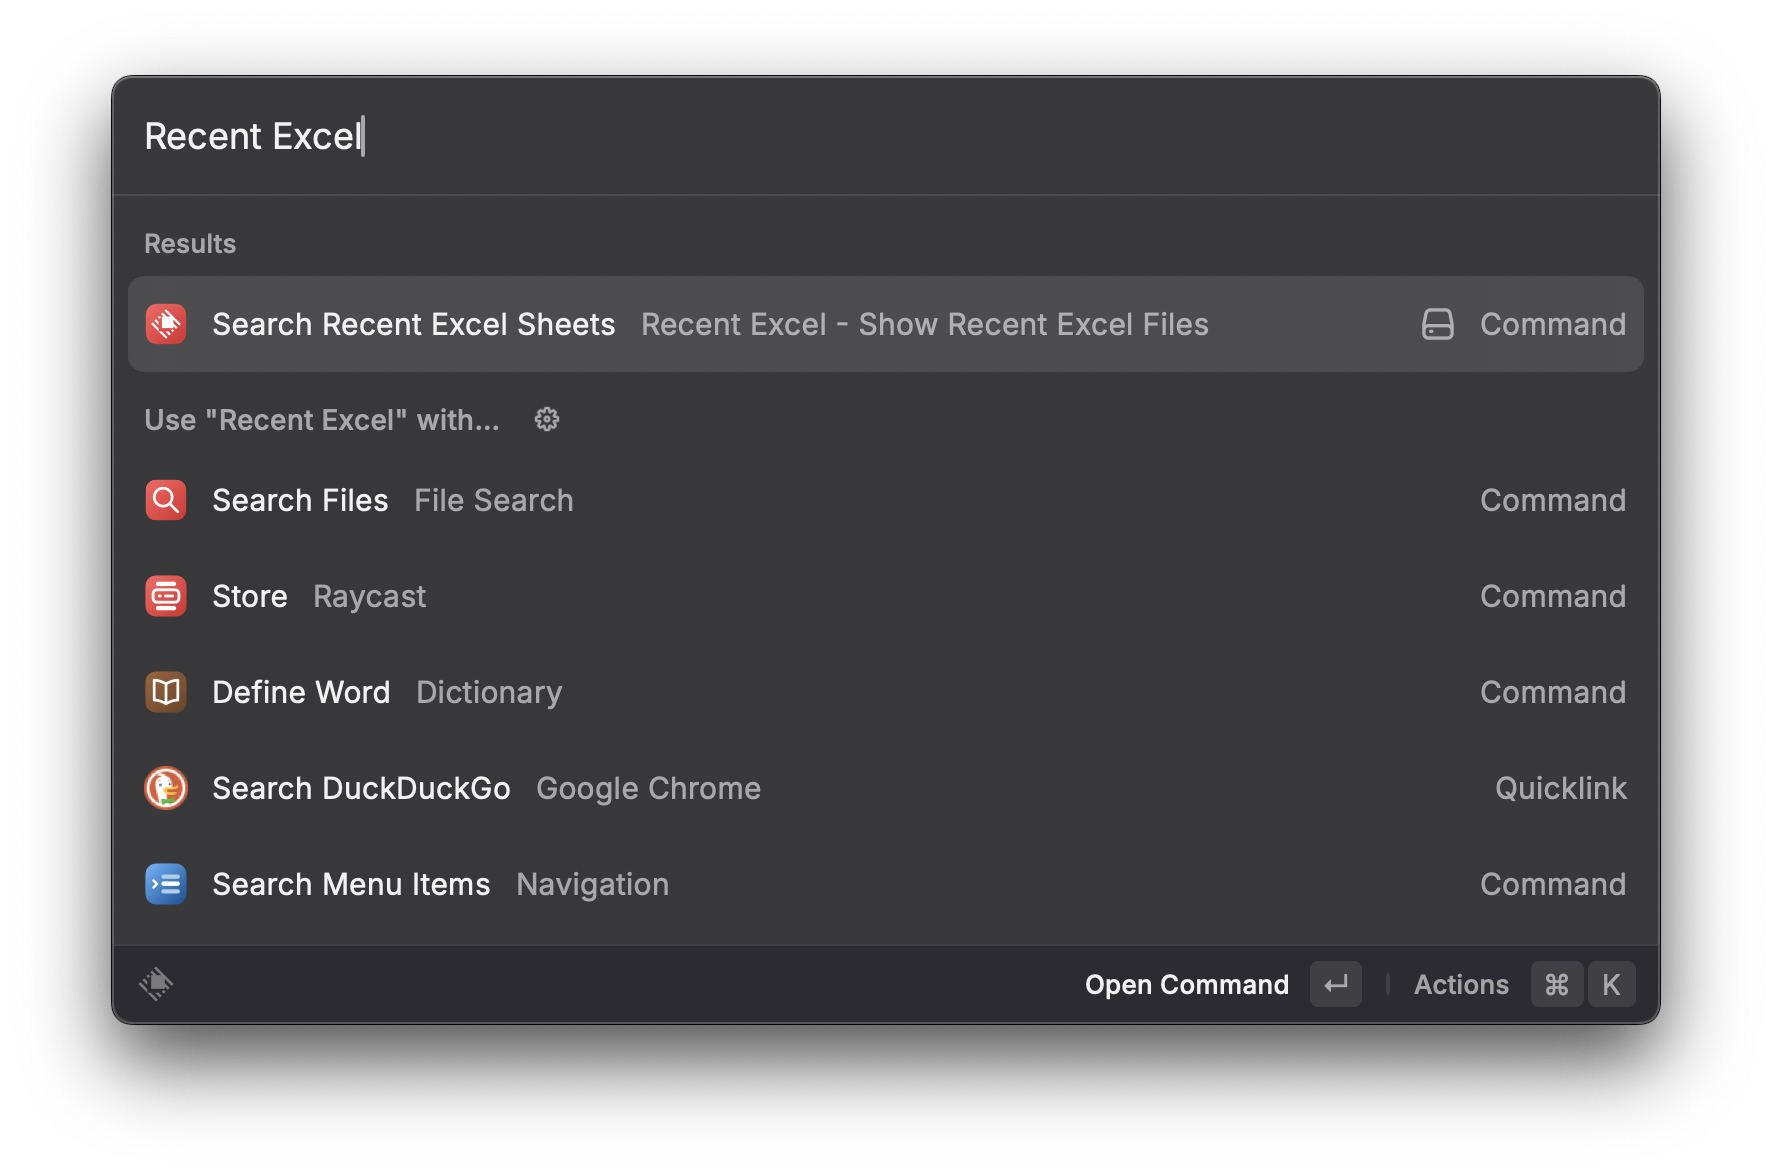 Recent Excel
Results
Search Recent Excel Sheets Recent Excel - Show Recent Excel Files Command
Use "Recent Excel" with...
Search Files File Search Command
Store Raycast Command
Define Word Dictionary Command
Search DuckDuckGo Google Chrome Quicklink
Search Menu Items Navigation Command
Open Command ↵ Actions ⌘ K